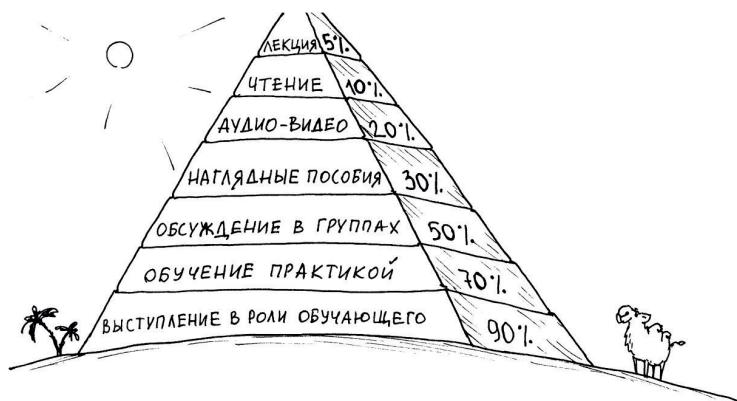 ЛЕКЦИЯ 5%
ЧТЕНИЕ 10%
АУДИО-ВИДЕО 20%
НАГЛЯДНЫЕ ПОСОБИЯ 30%
ОБСУЖДЕНИЕ В ГРУППАХ 50%
ОБУЧЕНИЕ ПРАКТИКОЙ 70%
ВЫСТУПЛЕНИЕ В РОЛИ ОБУЧАЮЩЕГО 90%